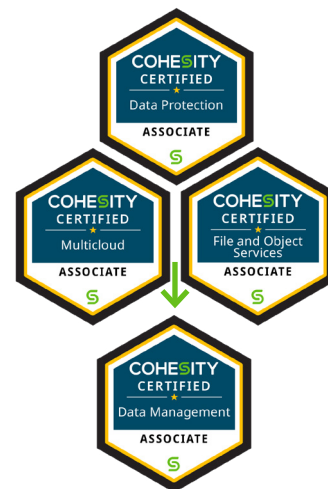 COHESITY
CERTIFIED
Data Protection
ASSOCIATE
COHESITY
CERTIFIED
Multicloud
ASSOCIATE
COHESITY
CERTIFIED
File and Object
Services
ASSOCIATE
COHESITY
CERTIFIED
Data Management
ASSOCIATE